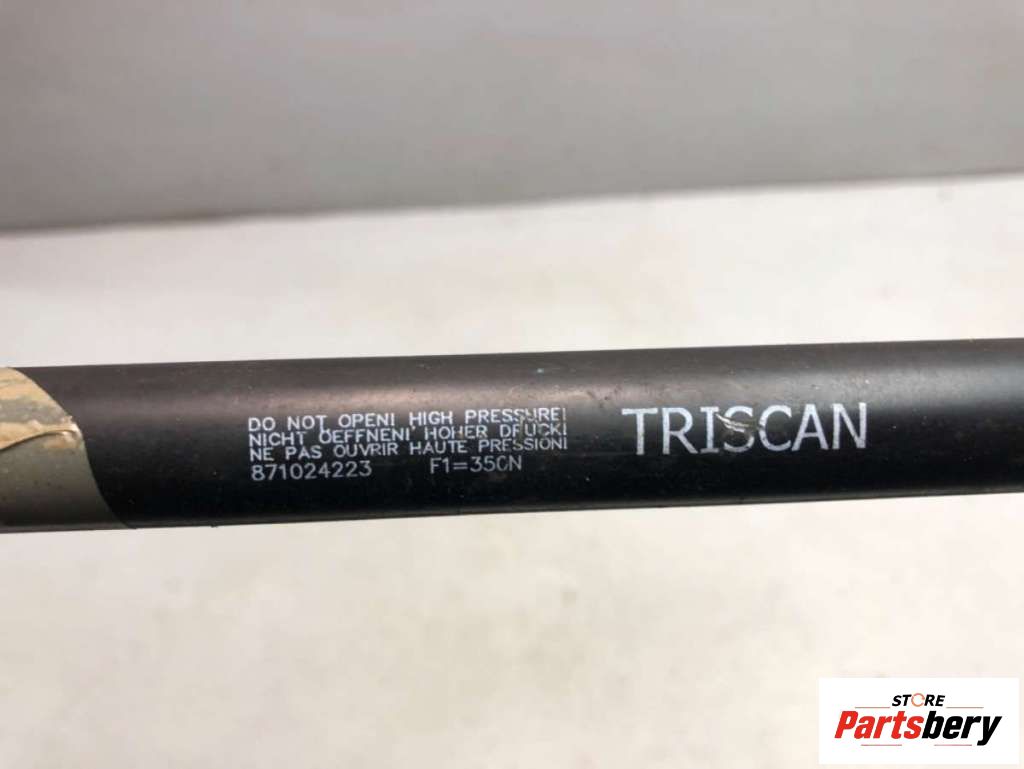 DO NOT OPEN! HIGH PRESSURE!
NICHT OEFFNEN! HOHER DRUCK!
NE PAS OUVRIR HAUTE PRESSION!
871024223 F1=350N
TRISCAN
STORE
Partsbery